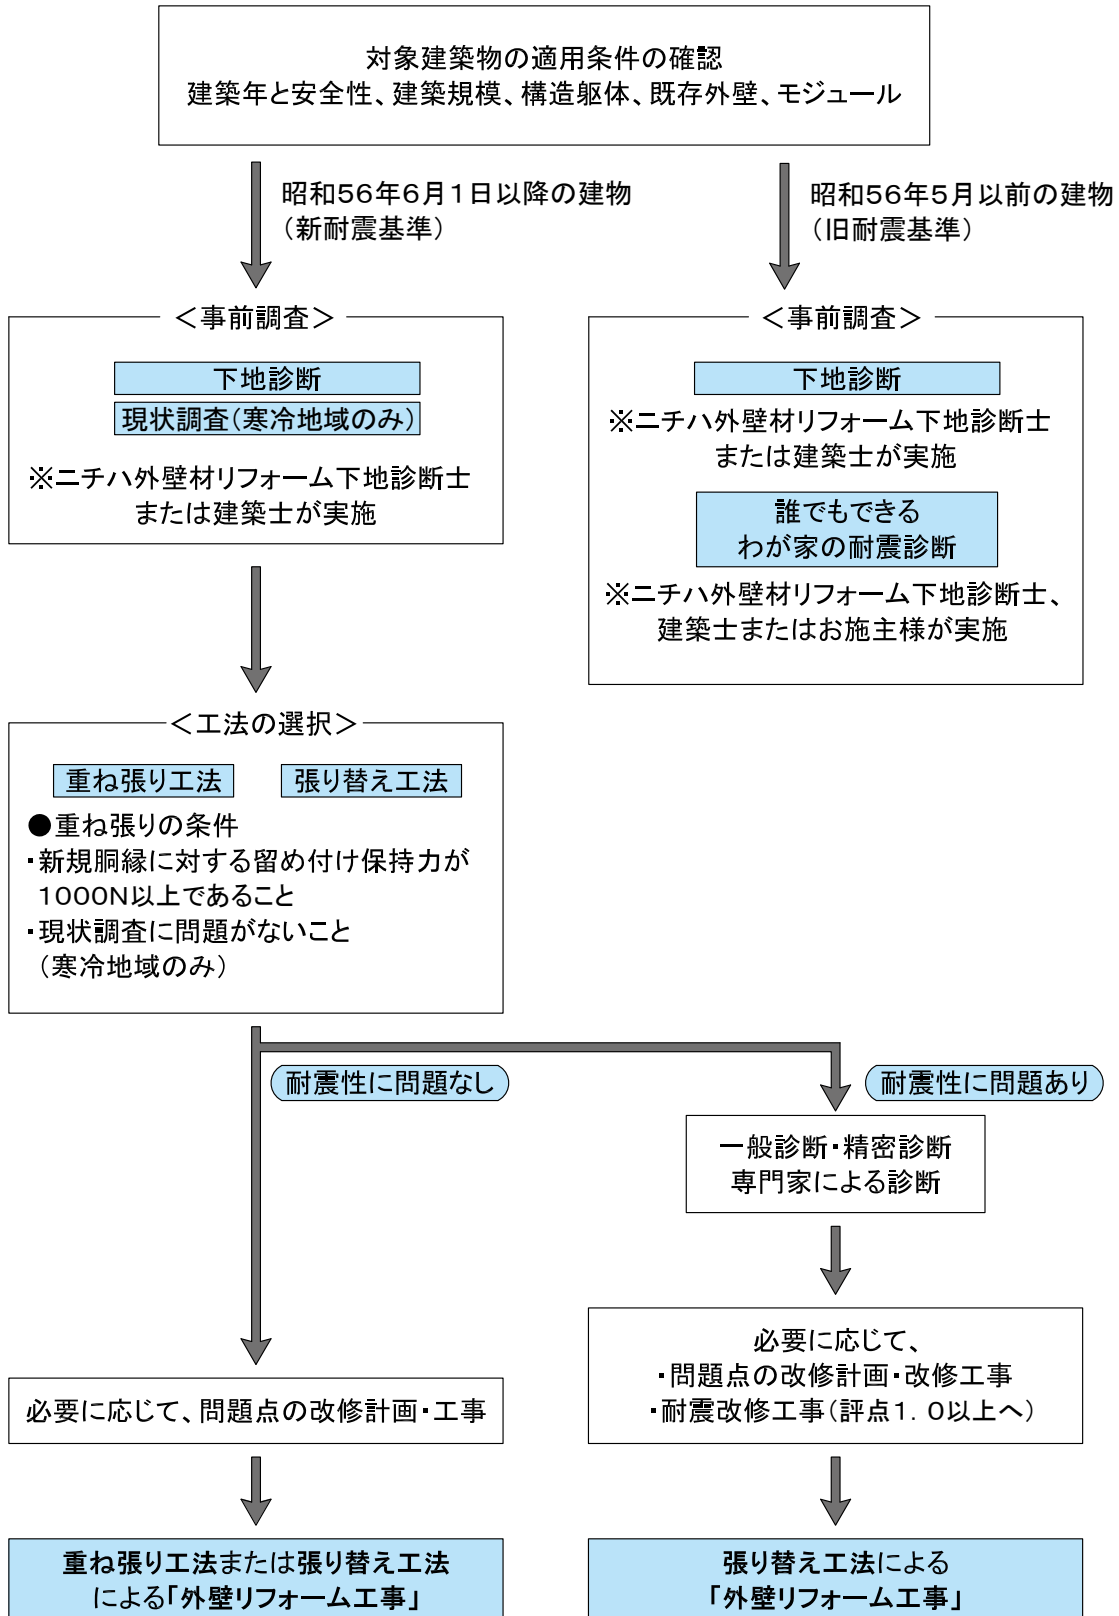 対象建築物の適用条件の確認
建築年と安全性、建築規模、構造躯体、既存外壁、モジュール
昭和56年6月1日以降の建物
（新耐震基準）
昭和56年5月以前の建物
（旧耐震基準）
＜事前調査＞
下地診断
現状調査（寒冷地域のみ）
※ニチハ外壁材リフォーム下地診断士
または建築士が実施
＜事前調査＞
下地診断
※ニチハ外壁材リフォーム下地診断士
または建築士が実施
誰でもできる
わが家の耐震診断
※ニチハ外壁材リフォーム下地診断士、
建築士またはお施主様が実施
＜工法の選択＞
重ね張り工法
張り替え工法
●重ね張りの条件
・新規胴縁に対する留め付け保持力が
1000N以上であること
・現状調査に問題がないこと
（寒冷地域のみ）
耐震性に問題なし
耐震性に問題あり
一般診断・精密診断
専門家による診断
必要に応じて、
・問題点の改修計画・改修工事
・耐震改修工事（評点1．0以上へ）
必要に応じて、問題点の改修計画・工事
重ね張り工法または張り替え工法
による「外壁リフォーム工事」
張り替え工法による
「外壁リフォーム工事」